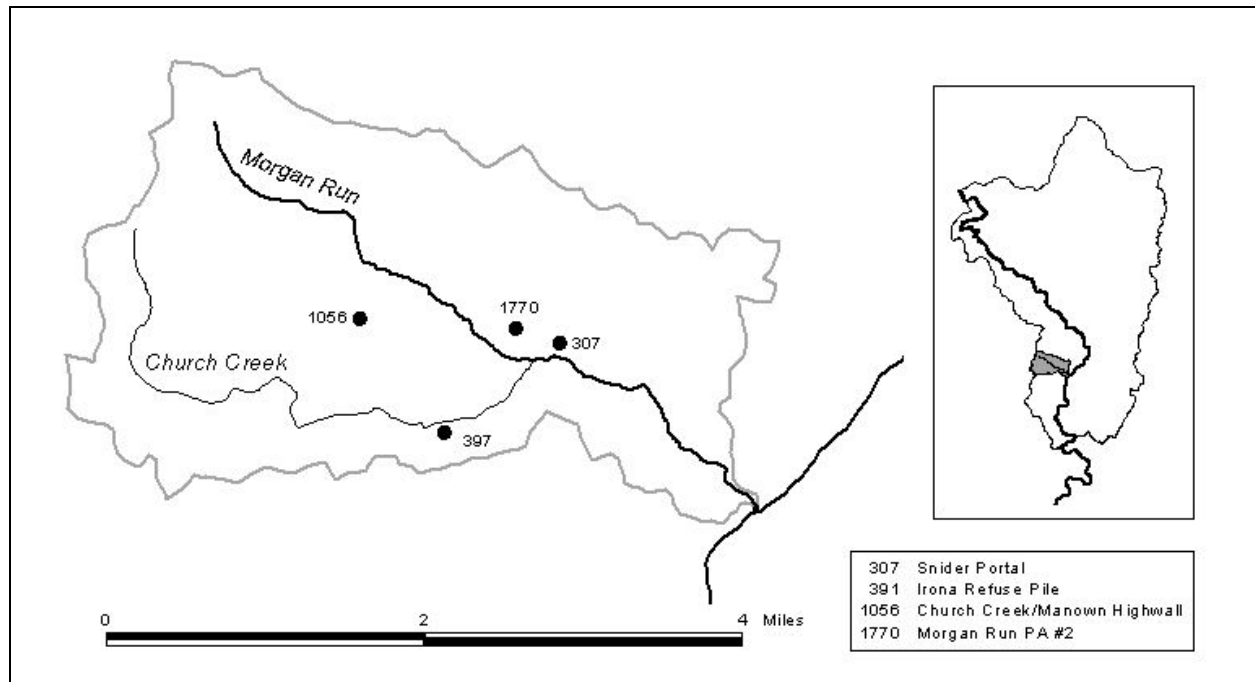 Morgan Run
1770
1056
307
Church Creek
397
0 2 4 Miles
307 Snider Portal
391 Irona Refuse Pile
1056 Church Creek/Manown Highwall
1770 Morgan Run PA #2